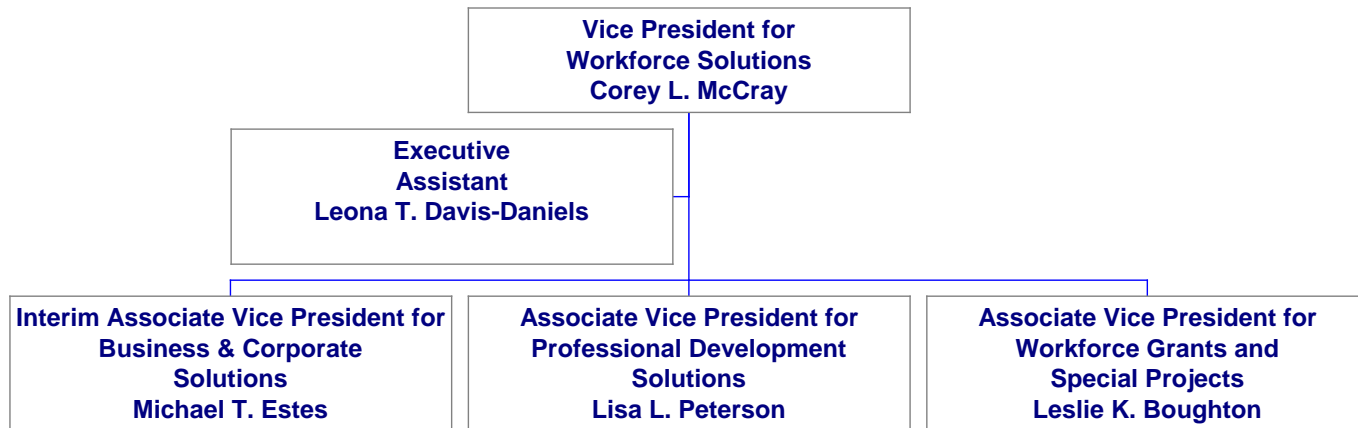 Vice President for
Workforce Solutions
Corey L. McCray
Executive
Assistant
Leona T. Davis-Daniels
Interim Associate Vice President for
Business & Corporate
Solutions
Michael T. Estes
Associate Vice President for
Professional Development
Solutions
Lisa L. Peterson
Associate Vice President for
Workforce Grants and
Special Projects
Leslie K. Boughton